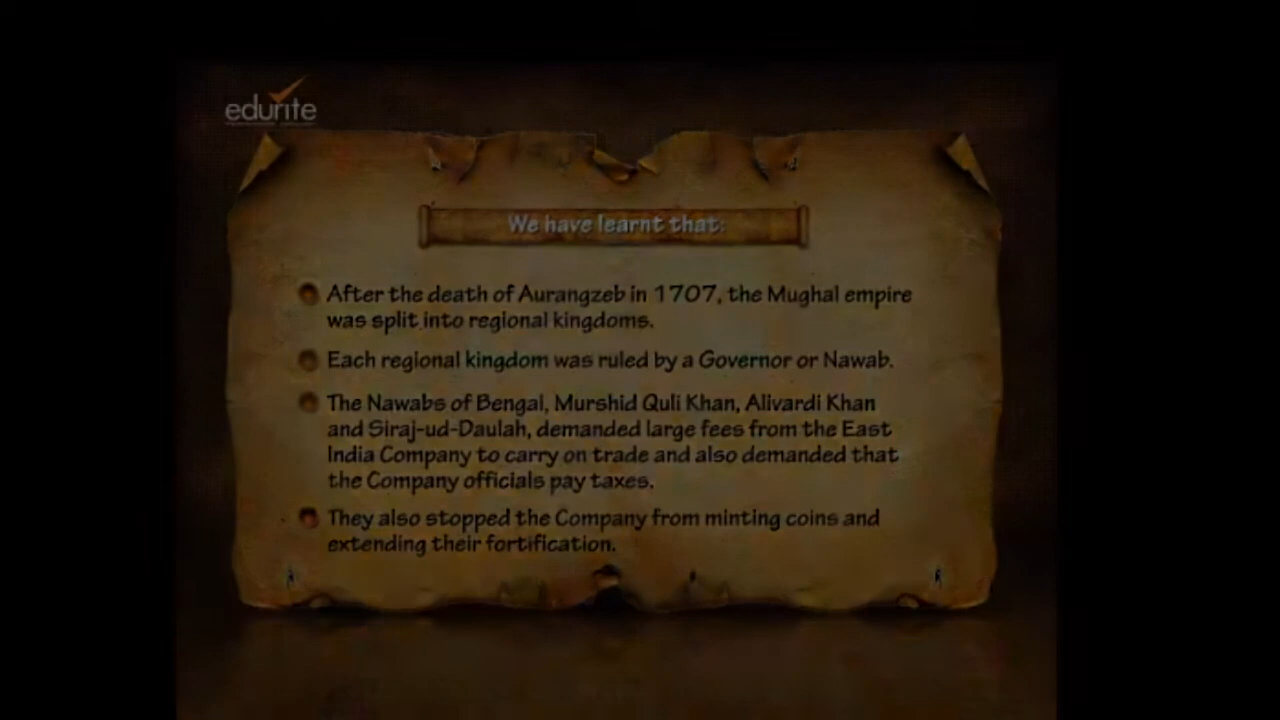 edurite
We have learnt that:
After the death of Aurangzeb in 1707, the Mughal empire
was split into regional kingdoms.
Each regional kingdom was ruled by a Governor or Nawab.
The Nawabs of Bengal, Murshid Quli Khan, Alivardi Khan
and Siraj-ud-Daulah, demanded large fees from the East
India Company to carry on trade and also demanded that
the Company officials pay taxes.
They also stopped the Company from minting coins and
extending their fortification.